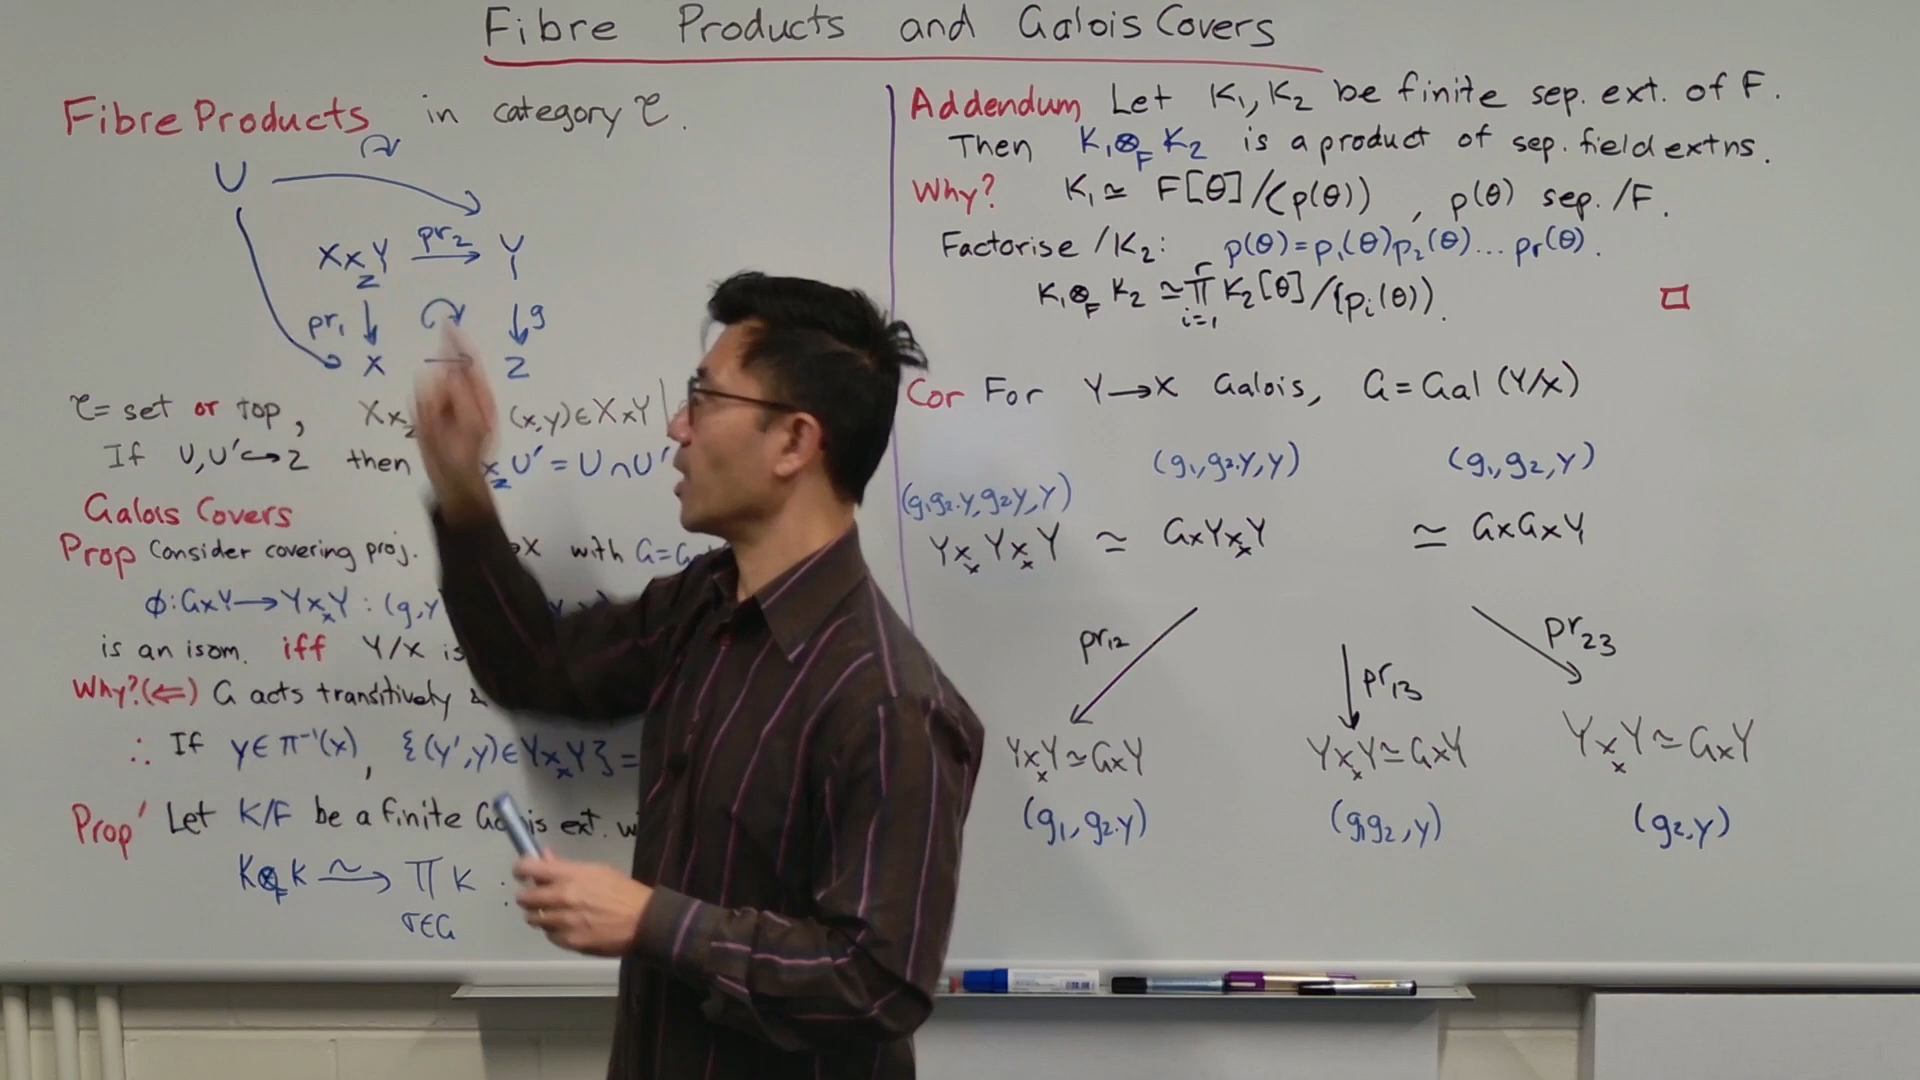 Fibre Products and Galois Covers
Fibre Products in category C.
U
X×_Z Y pr₂ Y
pr₁ g
X Z
C = set or Top, X×_Z (x,y)∈X×Y |
If U,U'↪Z then ×_Z U' = U∩U'
Galois Covers
Prop Consider covering proj. →X with G=G
φ: G×Y→Y×_X Y : (g,y
is an isom. iff Y/X is
Why? (⇐) G acts transitively &
∴ If y∈π⁻¹(x), {(y',y)∈Y×_X Y} =
Prop' Let K/F be a finite Galois ext. w
K⊗_F K ⥲ ∏ K :
σ∈G
Addendum Let K₁,K₂ be finite sep. ext. of F.
Then K₁⊗_F K₂ is a product of sep. field extns.
Why? K₁ ≃ F[θ]/(p(θ)), p(θ) sep. /F.
Factorise /K₂: p(θ)=p₁(θ)p₂(θ)...pr(θ).
K₁⊗_F K₂ ≃ ∏_{i=1}^r K₂[θ]/(pᵢ(θ)). □
Cor For Y→X Galois, G=Gal(Y/X)
(g₁,g₂.y,y) (g₁,g₂,y)
(g₁g₂.y,g₂y,y)
Y×_X Y×_X Y ≃ G×Y×_X Y ≃ G×G×Y
pr₁₂ pr₁₃ pr₂₃
Y×_X Y≃G×Y Y×_X Y≃G×Y Y×_X Y≃G×Y
(g₁,g₂.y) (g₁g₂,y) (g₂,y)